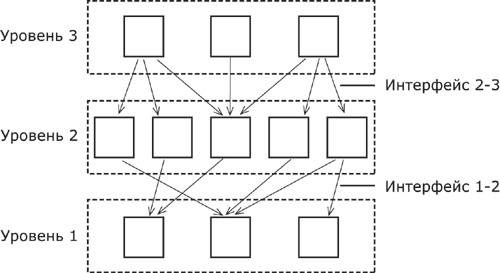 Уровень 3
Интерфейс 2-3
Уровень 2
Интерфейс 1-2
Уровень 1